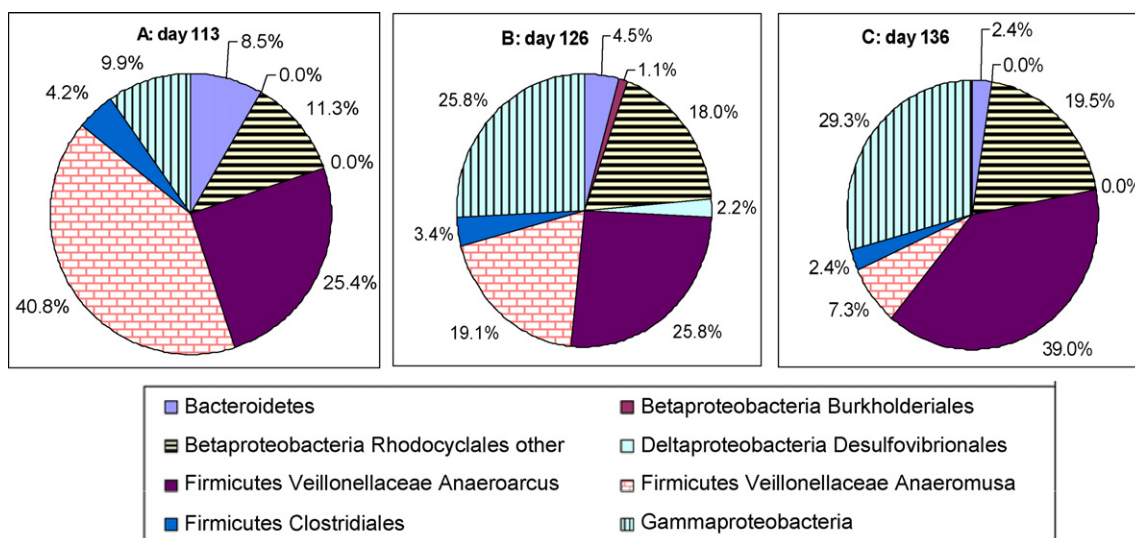 A: day 113
8.5%
0.0%
11.3%
0.0%
25.4%
40.8%
4.2%
9.9%
B: day 126
4.5%
1.1%
18.0%
2.2%
25.8%
19.1%
3.4%
25.8%
C: day 136
2.4%
0.0%
19.5%
0.0%
39.0%
7.3%
2.4%
29.3%
Bacteroidetes
Betaproteobacteria Burkholderiales
Betaproteobacteria Rhodocyclales other
Deltaproteobacteria Desulfovibrionales
Firmicutes Veillonellaceae Anaeroarcus
Firmicutes Veillonellaceae Anaeromusa
Firmicutes Clostridiales
Gammaproteobacteria